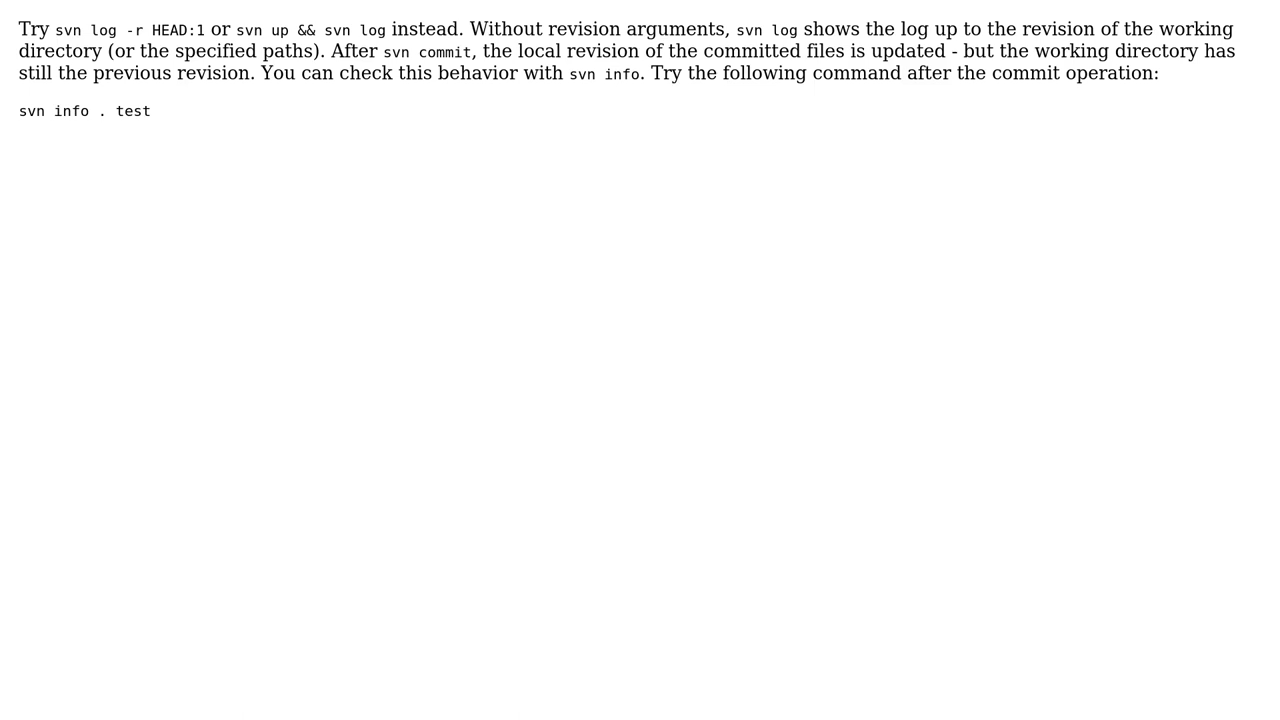 Try svn log -r HEAD:1 or svn up && svn log instead. Without revision arguments, svn log shows the log up to the revision of the working
directory (or the specified paths). After svn commit, the local revision of the committed files is updated - but the working directory has
still the previous revision. You can check this behavior with svn info. Try the following command after the commit operation:
svn info . test